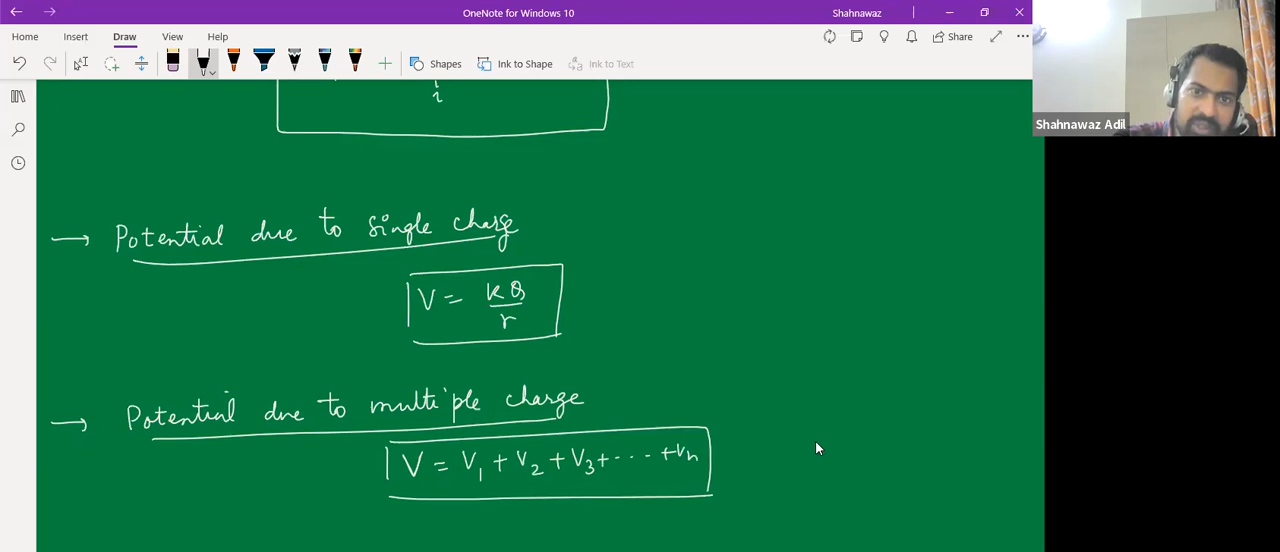 OneNote for Windows 10
Shahnawaz
Home Insert Draw View Help
Share
Shapes Ink to Shape Ink to Text
Shahnawaz Adil
i
→ Potential due to single charge
V = kQ/r
→ Potential due to multiple charge
V = V₁ + V₂ + V₃ + ---- + Vn